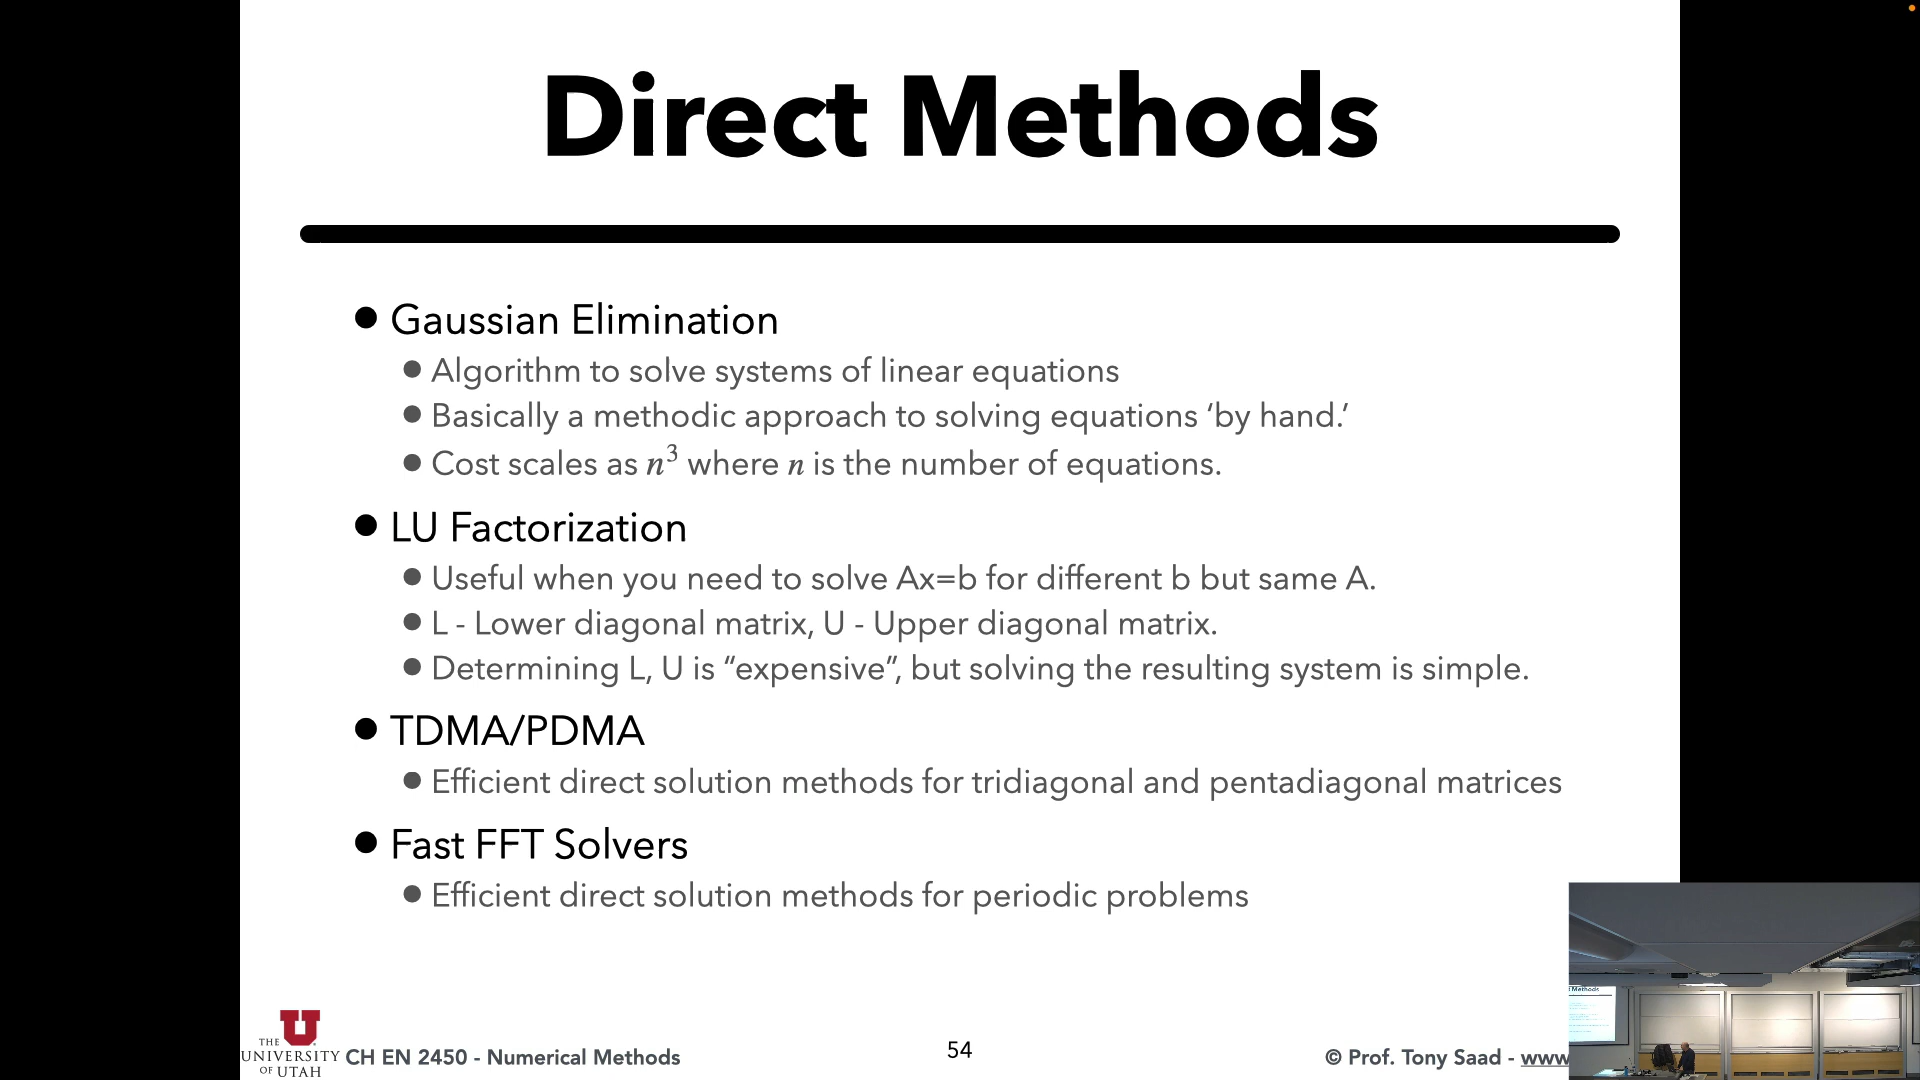 Direct Methods
Gaussian Elimination
Algorithm to solve systems of linear equations
Basically a methodic approach to solving equations ‘by hand.’
Cost scales as n³ where n is the number of equations.
LU Factorization
Useful when you need to solve Ax=b for different b but same A.
L - Lower diagonal matrix, U - Upper diagonal matrix.
Determining L, U is “expensive”, but solving the resulting system is simple.
TDMA/PDMA
Efficient direct solution methods for tridiagonal and pentadiagonal matrices
Fast FFT Solvers
Efficient direct solution methods for periodic problems
THE
UNIVERSITY
OF UTAH
CH EN 2450 - Numerical Methods
54
© Prof. Tony Saad - www
Methods